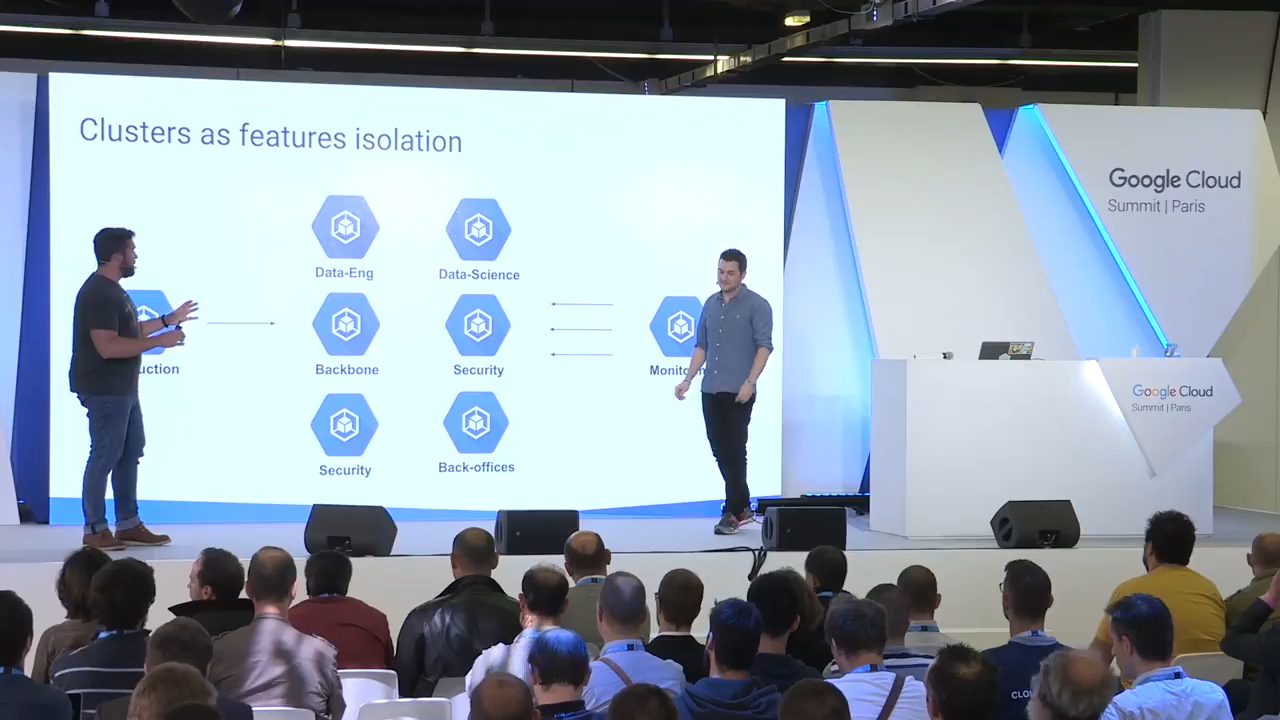 Clusters as features isolation
Data-Eng
Data-Science
Backbone
Security
Security
Back-offices
Google Cloud
Summit | Paris
Google Cloud
Summit | Paris